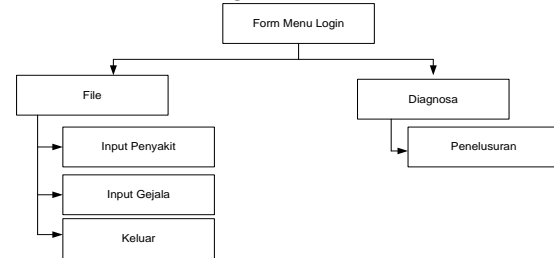 Form Menu Login
File
Diagnosa
Input Penyakit
Penelusuran
Input Gejala
Keluar